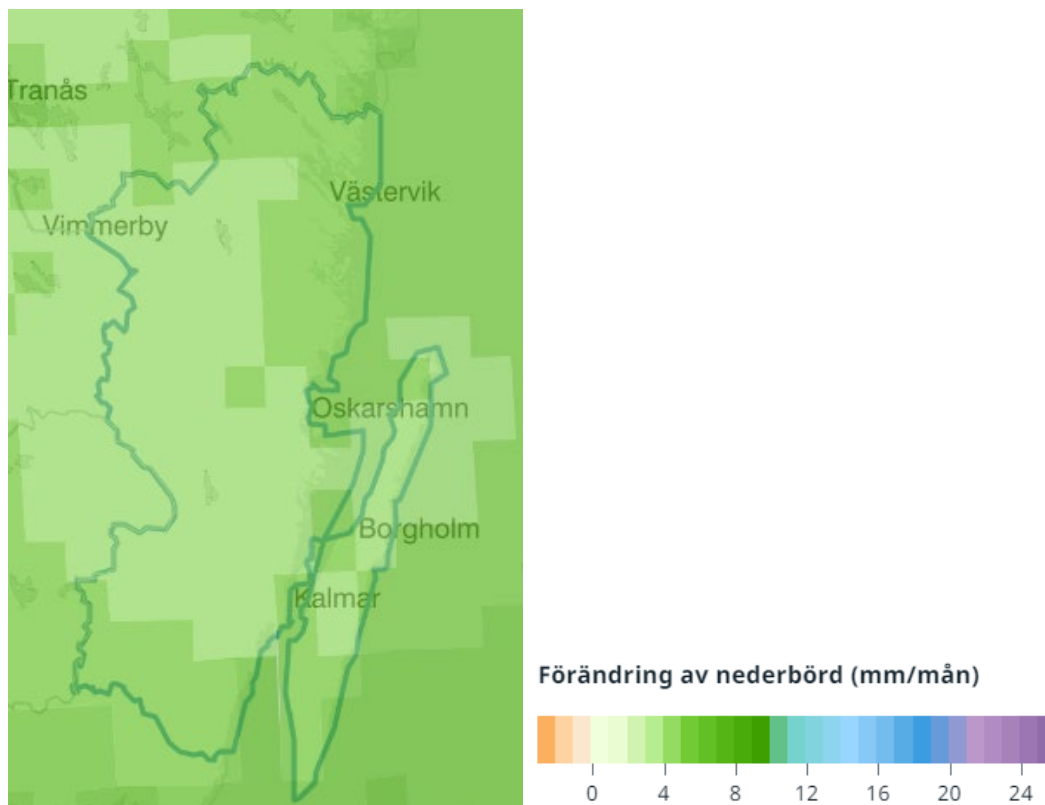 Tranås
Västervik
Vimmerby
Oskarshamn
Borgholm
Kalmar
Förändring av nederbörd (mm/mån)
0 4 8 12 16 20 24